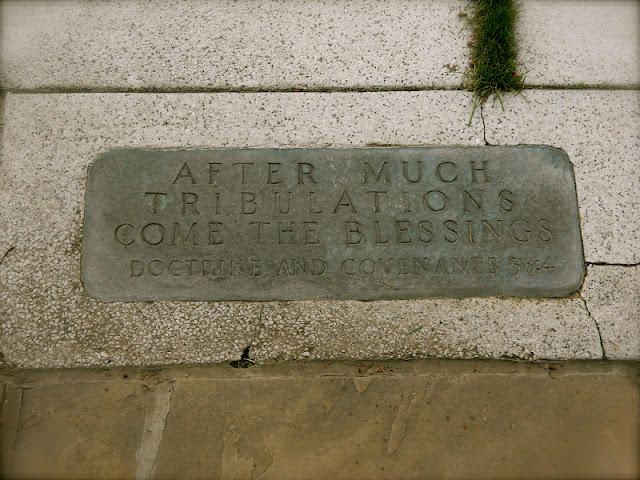 AFTER MUCH
TRIBULATIONS
COME THE BLESSINGS
DOCTRINE AND COVENANTS 58:4